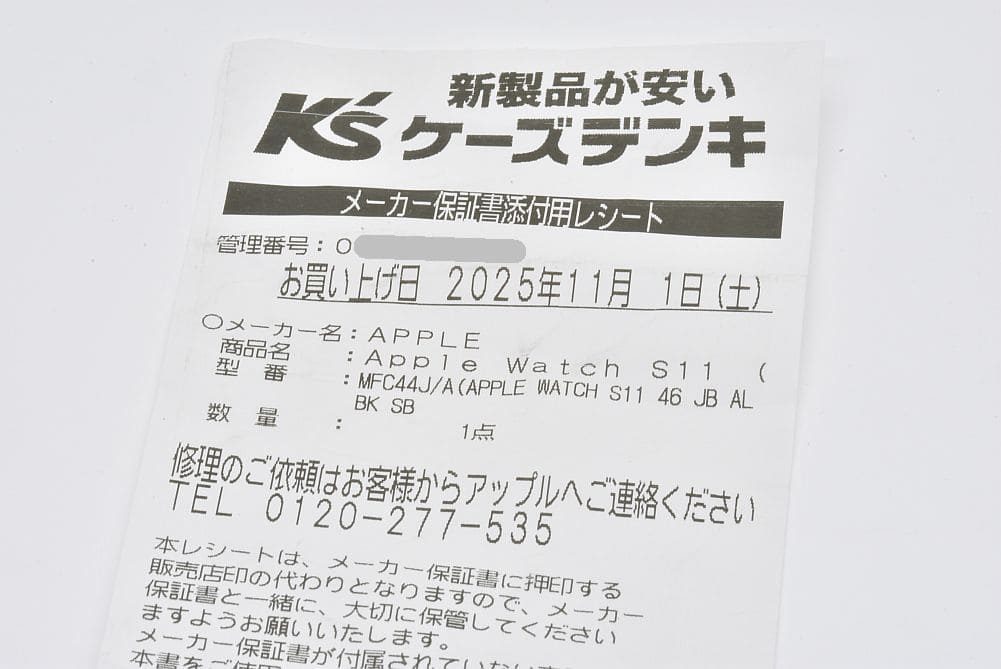 新製品が安い
K's ケーズデンキ
メーカー保証書添付用レシート
管理番号：0
お買い上げ日 2025年11月 1日(土)
○メーカー名：APPLE
商品名 ：Apple Watch S11 (
型番 ：MFC44J/A(APPLE WATCH S11 46 JB AL
BK SB
数量 ： 1点
修理のご依頼はお客様からアップルへご連絡ください
TEL 0120-277-535
本レシートは、メーカー保証書に押印する
販売店印の代わりとなりますので、メーカー
保証書と一緒に、大切に保管してください
ますようお願いいたします。
メーカー保証書が付属されていない
本書をご使用